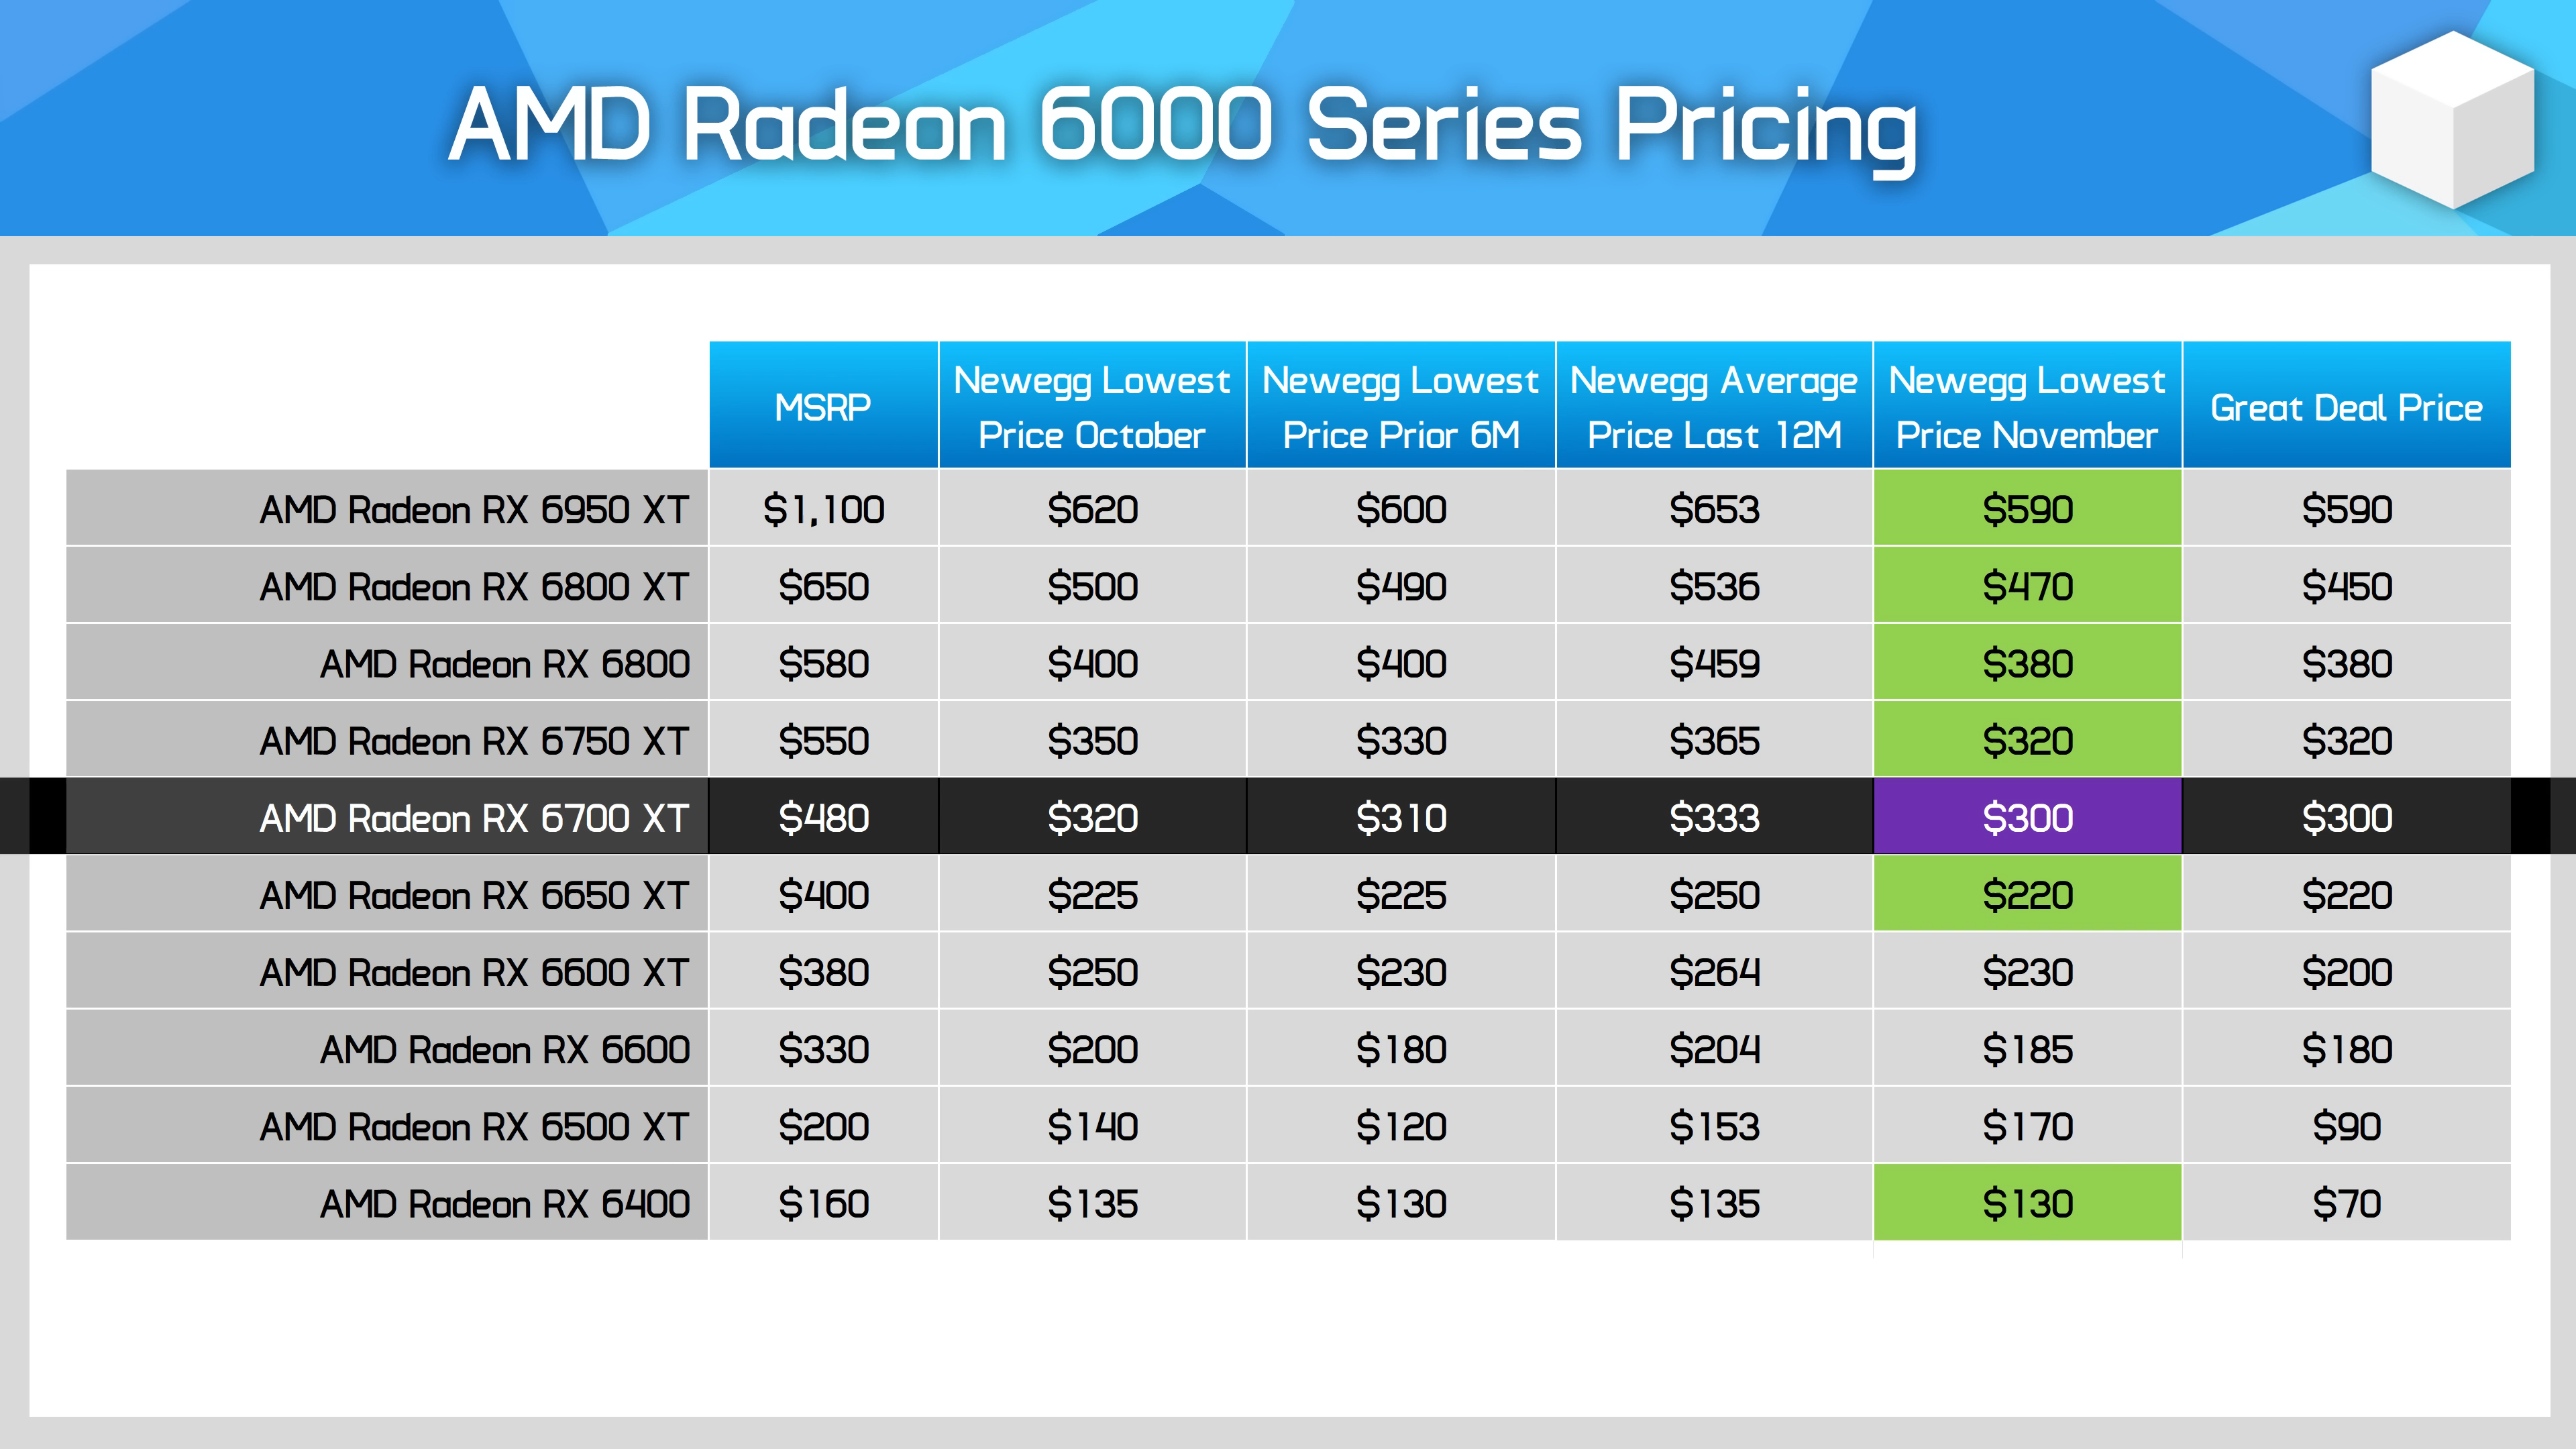 AMD Radeon 6000 Series Pricing
MSRP
Newegg Lowest
Price October
Newegg Lowest
Price Prior 6M
Newegg Average
Price Last 12M
Newegg Lowest
Price November
Great Deal Price
AMD Radeon RX 6950 XT $1,100 $620 $600 $653 $590 $590
AMD Radeon RX 6800 XT $650 $500 $490 $536 $470 $450
AMD Radeon RX 6800 $580 $400 $400 $459 $380 $380
AMD Radeon RX 6750 XT $550 $350 $330 $365 $320 $320
AMD Radeon RX 6700 XT $480 $320 $310 $333 $300 $300
AMD Radeon RX 6650 XT $400 $225 $225 $250 $220 $220
AMD Radeon RX 6600 XT $380 $250 $230 $264 $230 $200
AMD Radeon RX 6600 $330 $200 $180 $204 $185 $180
AMD Radeon RX 6500 XT $200 $140 $120 $153 $170 $90
AMD Radeon RX 6400 $160 $135 $130 $135 $130 $70